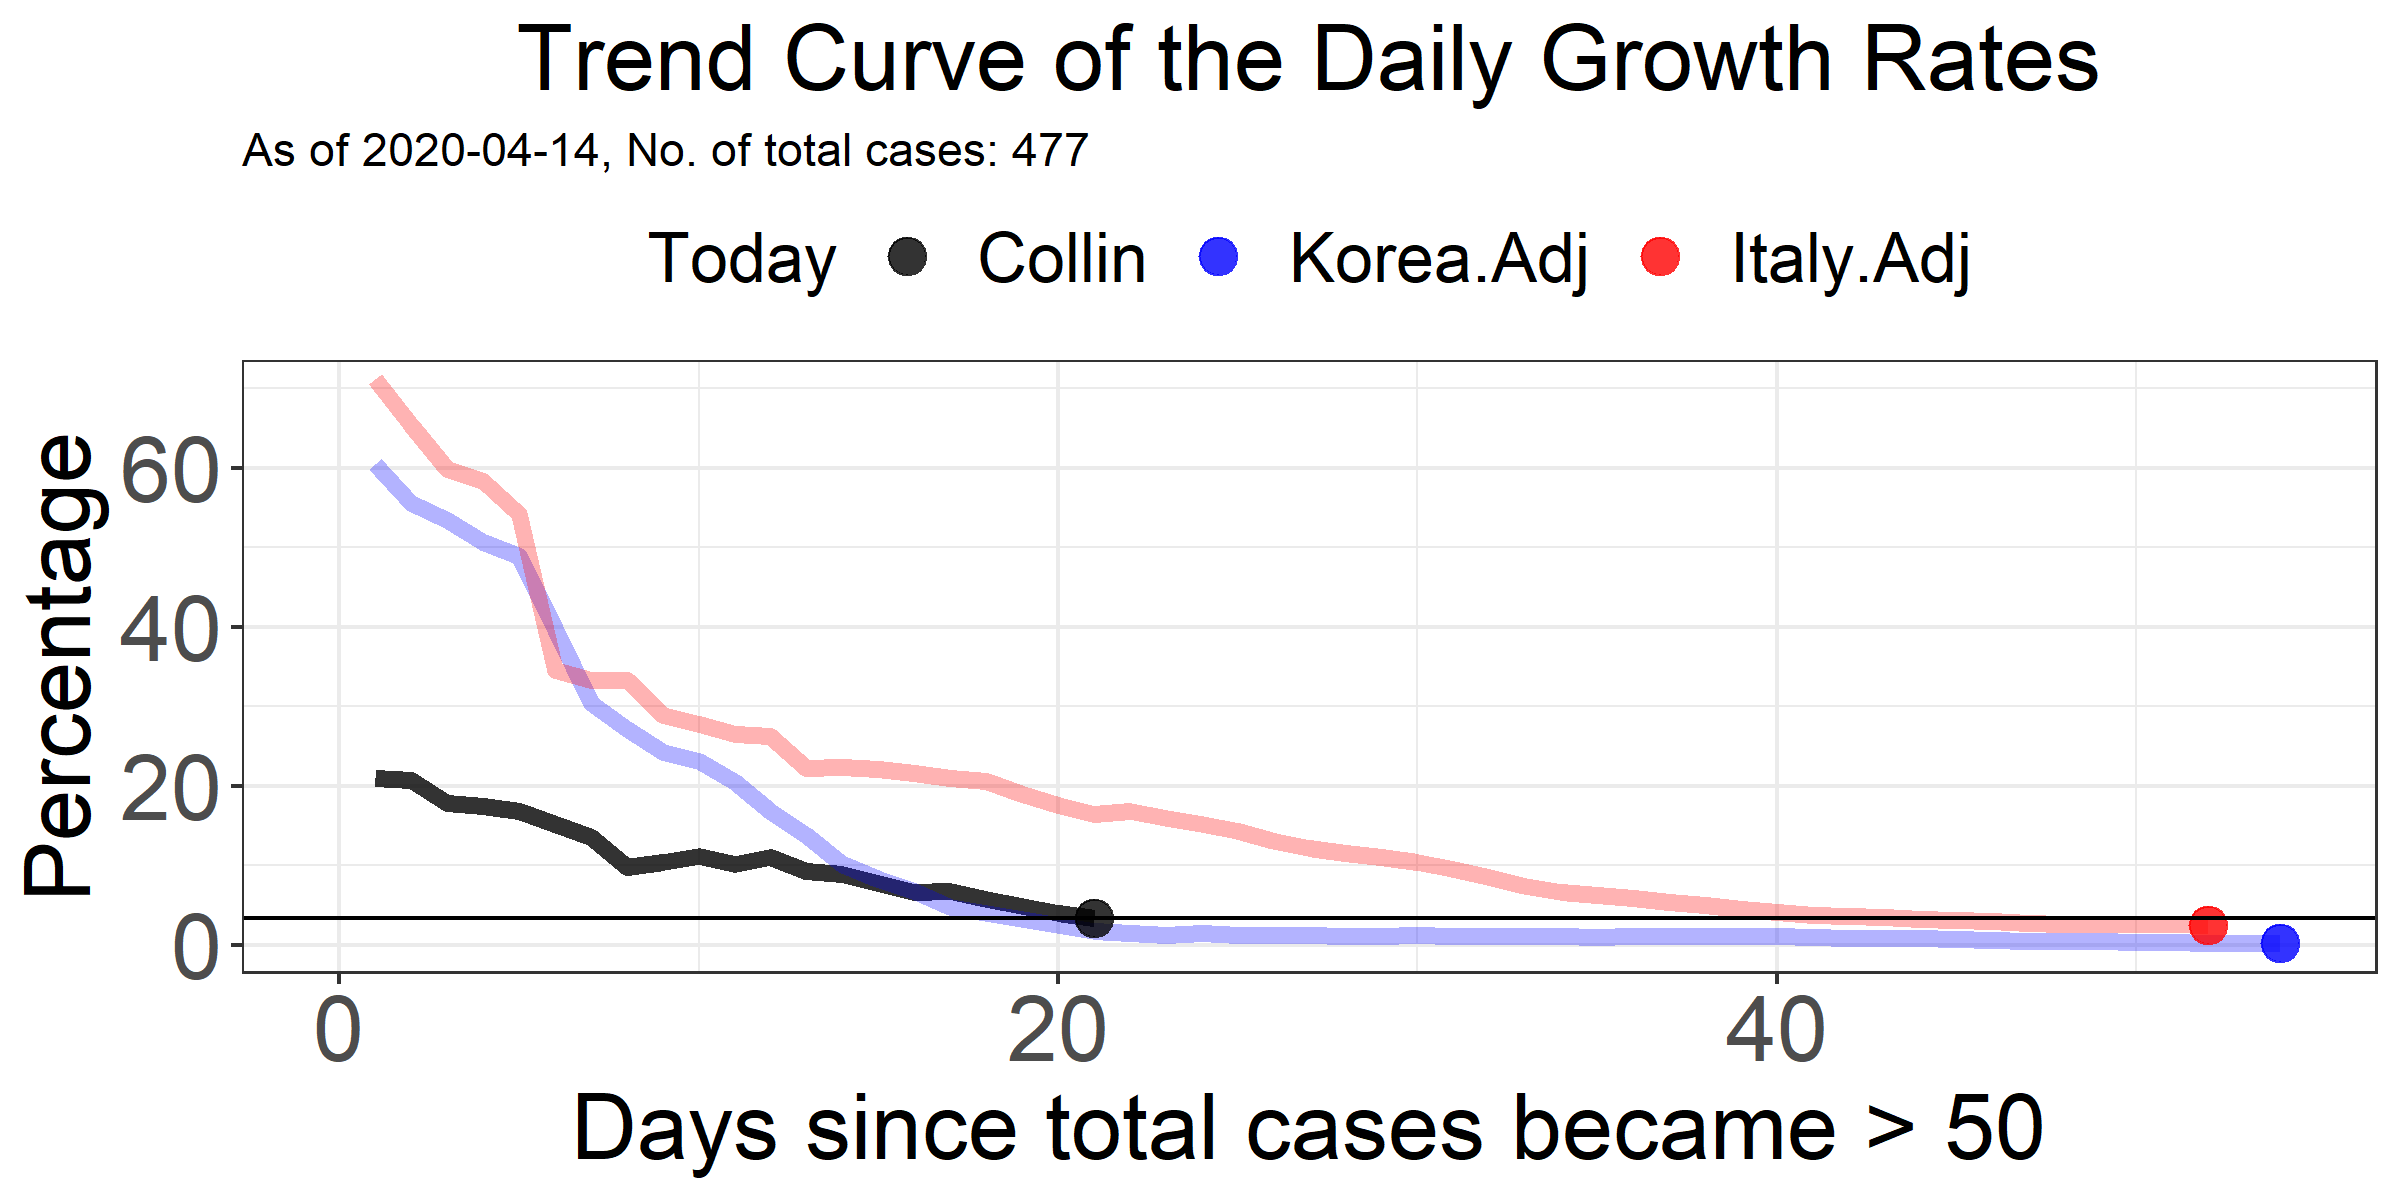 Trend Curve of the Daily Growth Rates
As of 2020-04-14, No. of total cases: 477
Today Collin Korea.Adj Italy.Adj
Percentage
60
40
20
0
0 20 40
Days since total cases became > 50